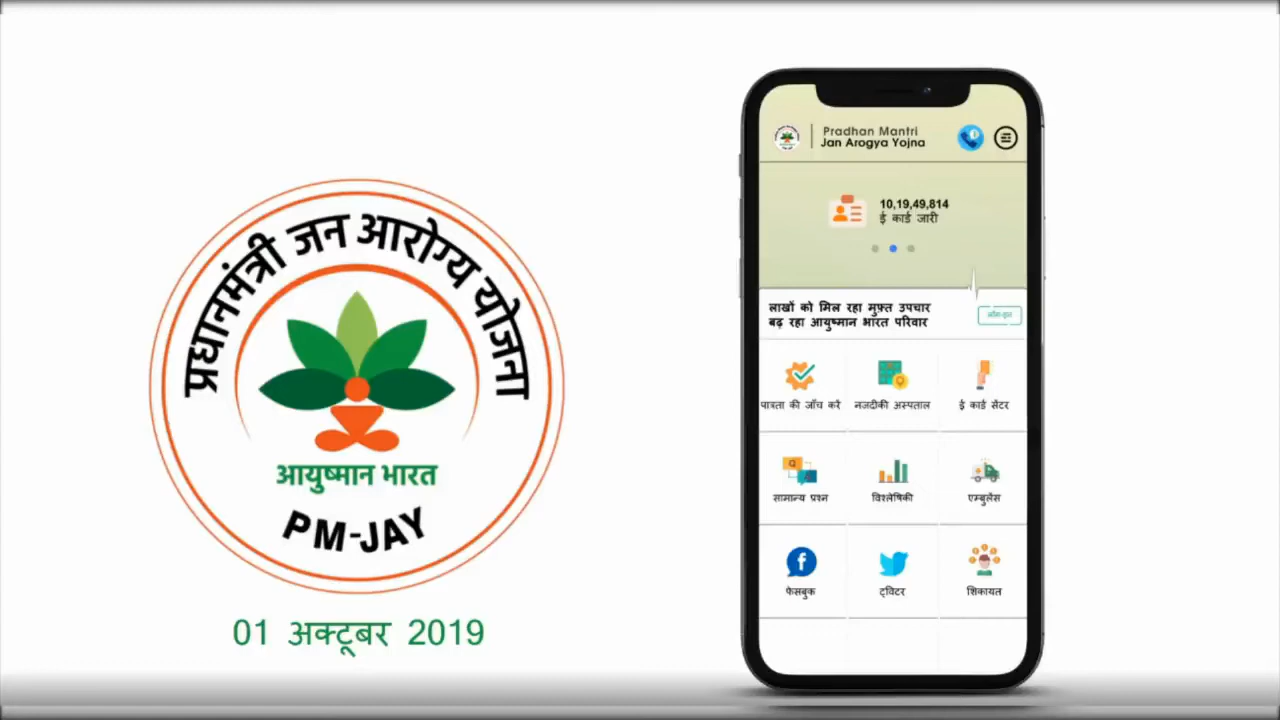 प्रधानमंत्री जन आरोग्य योजना
आयुष्मान भारत
PM-JAY
01 अक्टूबर 2019
Pradhan Mantri
Jan Arogya Yojna
10,19,49,814
ई कार्ड जारी
लाखों को मिल रहा मुफ़्त उपचार
बढ़ रहा आयुष्मान भारत परिवार
पात्रता की जाँच करें
नजदीकी अस्पताल
ई कार्ड सेंटर
सामान्य प्रश्न
विश्लेषिकी
एम्बुलेंस
फेसबुक
ट्विटर
शिकायत